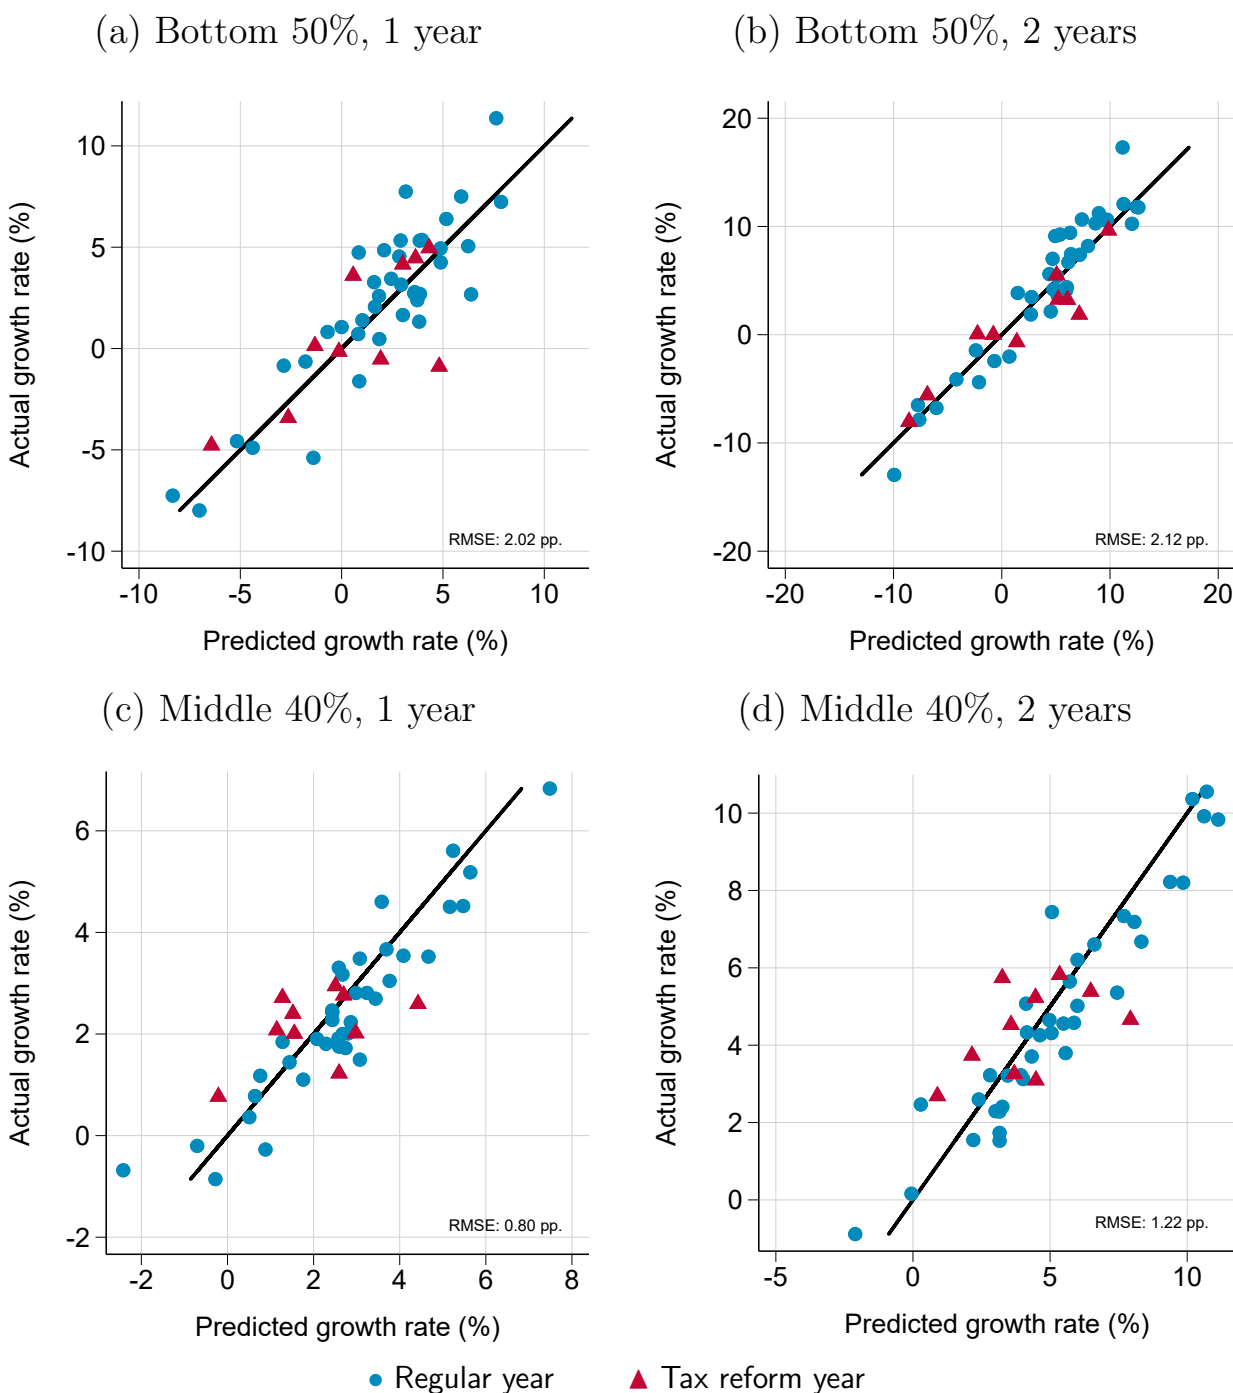 (a) Bottom 50%, 1 year
(b) Bottom 50%, 2 years
Actual growth rate (%)
10
5
0
-5
-10
RMSE: 2.02 pp.
-10 -5 0 5 10
Predicted growth rate (%)
Actual growth rate (%)
20
10
0
-10
-20
RMSE: 2.12 pp.
-20 -10 0 10 20
Predicted growth rate (%)
(c) Middle 40%, 1 year
(d) Middle 40%, 2 years
Actual growth rate (%)
6
4
2
0
-2
RMSE: 0.80 pp.
-2 0 2 4 6 8
Predicted growth rate (%)
Actual growth rate (%)
10
8
6
4
2
0
RMSE: 1.22 pp.
-5 0 5 10
Predicted growth rate (%)
Regular year
Tax reform year